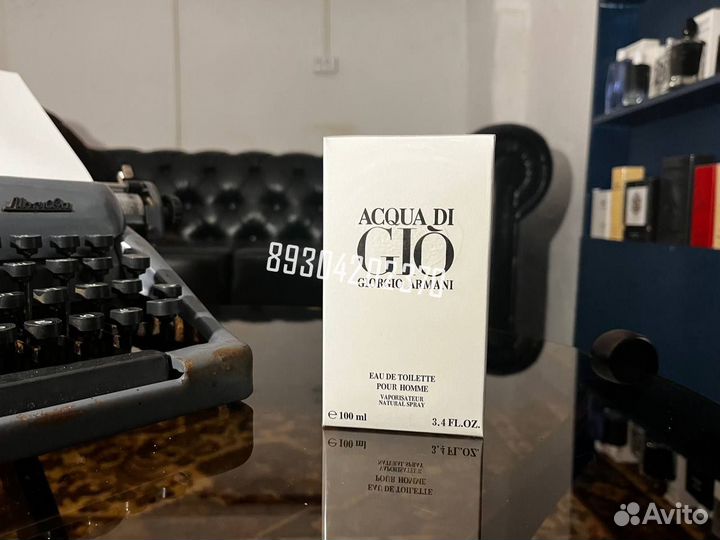 Москва
ACQUA DI
GIÒ
GIORGIO ARMANI
EAU DE TOILETTE
POUR HOMME
VAPORISATEUR
NATURAL SPRAY
℮ 100 ml 3.4 FL.OZ.
Avito